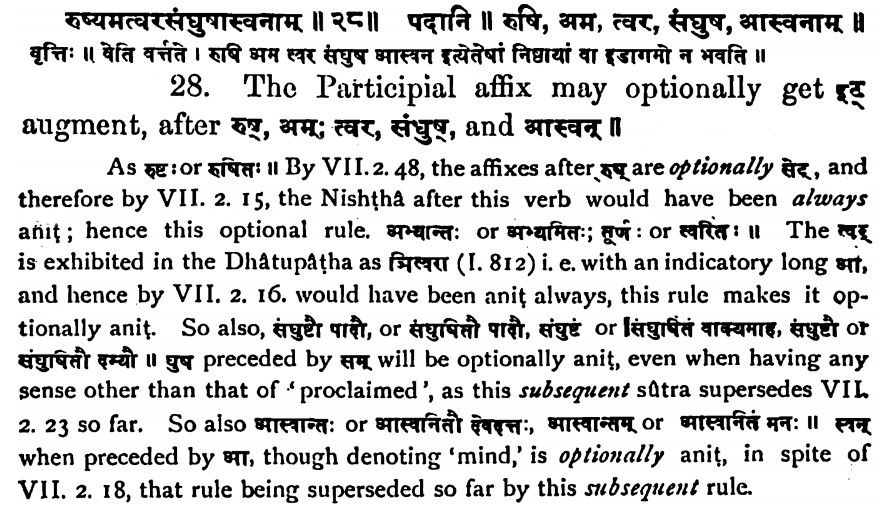 रुष्यमत्वरसंघुषास्वनाम् ॥ २८ ॥ पदानि ॥ रुषि, अम, त्वर, संघुष, आस्वनाम् ॥
वृत्तिः ॥ वेति वर्त्तते । रुषि अम त्वर संघुष आस्वन इत्येतेषां निष्ठायां वा इडागमो न भवति ॥
28. The Participial affix may optionally get इट्
augment, after रुष्, अम्; त्वर, संघुष्, and आस्वन् ॥
As रुष्टः or रुषितः ॥ By VII. 2. 48, the affixes after रुष् are optionally सेट्, and
therefore by VII. 2. 15, the Nishṭhâ after this verb would have been always
aniṭ; hence this optional rule. अभ्यान्तः or अभ्यमितः; तूर्णः or त्वरितः ॥ The त्वर्
is exhibited in the Dhâtupâṭha as ञित्वरा (I. 812) i. e. with an indicatory long आ,
and hence by VII. 2. 16. would have been aniṭ always, this rule makes it op-
tionally aniṭ. So also, संघुष्टौ पादौ, or संघुषितौ पादौ, संघुष्टं or संघुषितं वाक्यमाह, संघुष्टौ or
संघुषितौ दम्यौ ॥ घुष preceded by सम् will be optionally aniṭ, even when having any
sense other than that of 'proclaimed', as this subsequent sûtra supersedes VII.
2. 23 so far. So also आस्वान्तः or आस्वनितौ देवदत्तः, आस्वान्तम् or आस्वनितं मनः ॥ स्वन्
when preceded by आ, though denoting 'mind,' is optionally aniṭ, in spite of
VII. 2. 18, that rule being superseded so far by this subsequent rule.